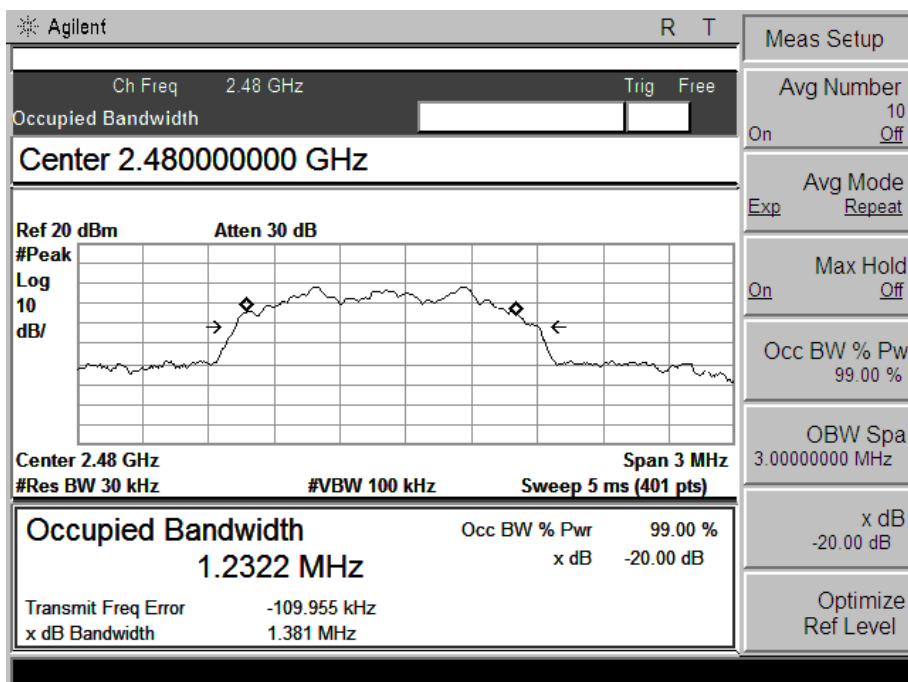 Agilent R T
Ch Freq 2.48 GHz Trig Free
Occupied Bandwidth
Center 2.480000000 GHz
Ref 20 dBm Atten 30 dB
#Peak
Log
10
dB/
Center 2.48 GHz Span 3 MHz
#Res BW 30 kHz #VBW 100 kHz Sweep 5 ms (401 pts)
Occupied Bandwidth
1.2322 MHz
Occ BW % Pwr 99.00 %
x dB -20.00 dB
Transmit Freq Error -109.955 kHz
x dB Bandwidth 1.381 MHz
Meas Setup
Avg Number
10
On Off
Avg Mode
Exp Repeat
Max Hold
On Off
Occ BW % Pw
99.00 %
OBW Spa
3.00000000 MHz
x dB
-20.00 dB
Optimize
Ref Level